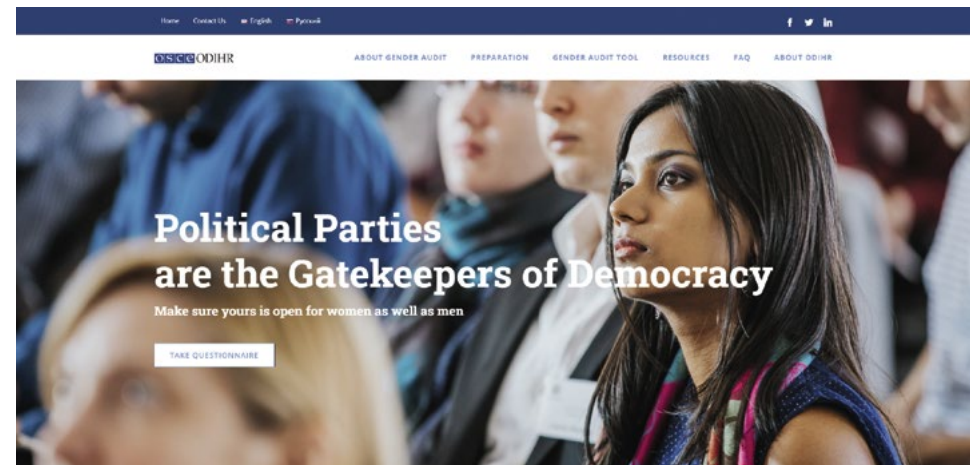 Home Contact Us English Русский
OSCE ODIHR ABOUT GENDER AUDIT PREPARATION GENDER AUDIT TOOL RESOURCES FAQ ABOUT ODIHR
Political Parties
are the Gatekeepers of Democracy
Make sure yours is open for women as well as men
TAKE QUESTIONNAIRE